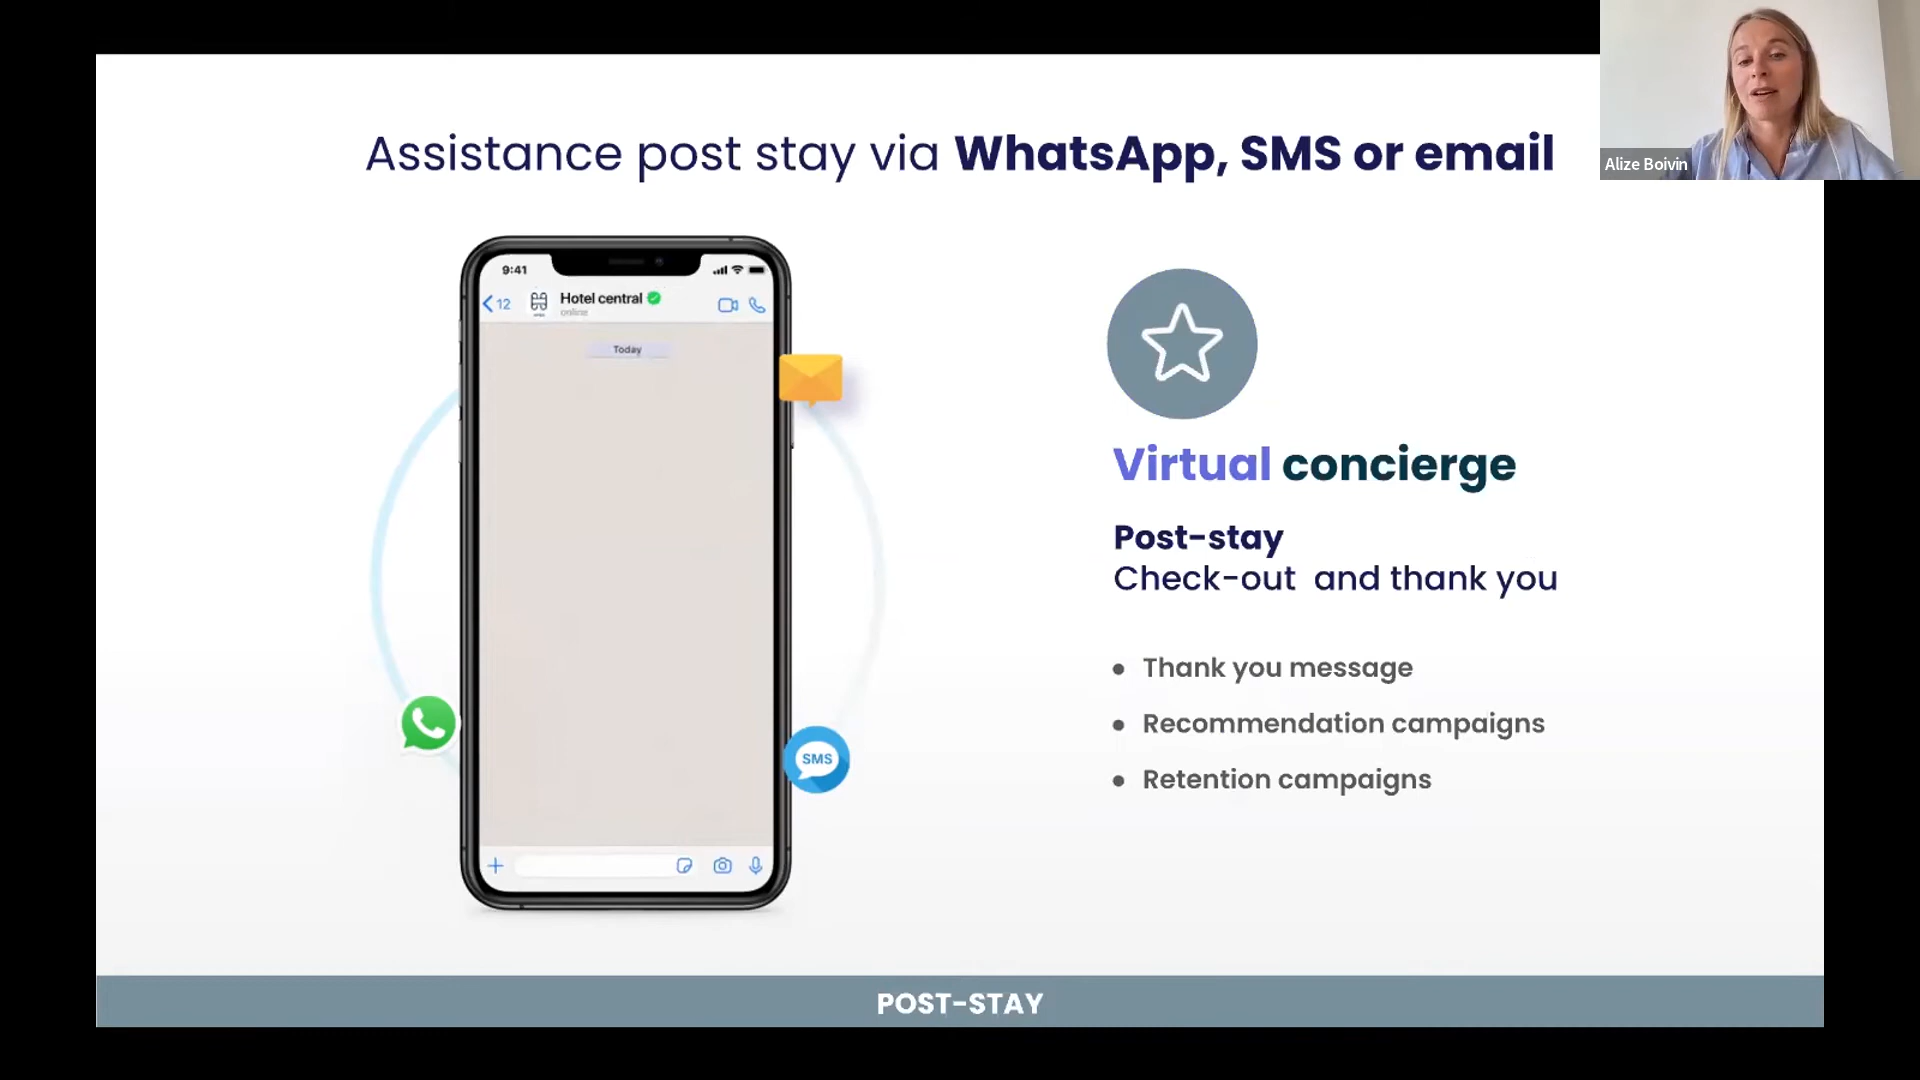 Alize Boivin
Assistance post stay via WhatsApp, SMS or email
9:41
12
Hotel central
online
Today
SMS
Virtual concierge
Post-stay
Check-out and thank you
• Thank you message
• Recommendation campaigns
• Retention campaigns
POST-STAY